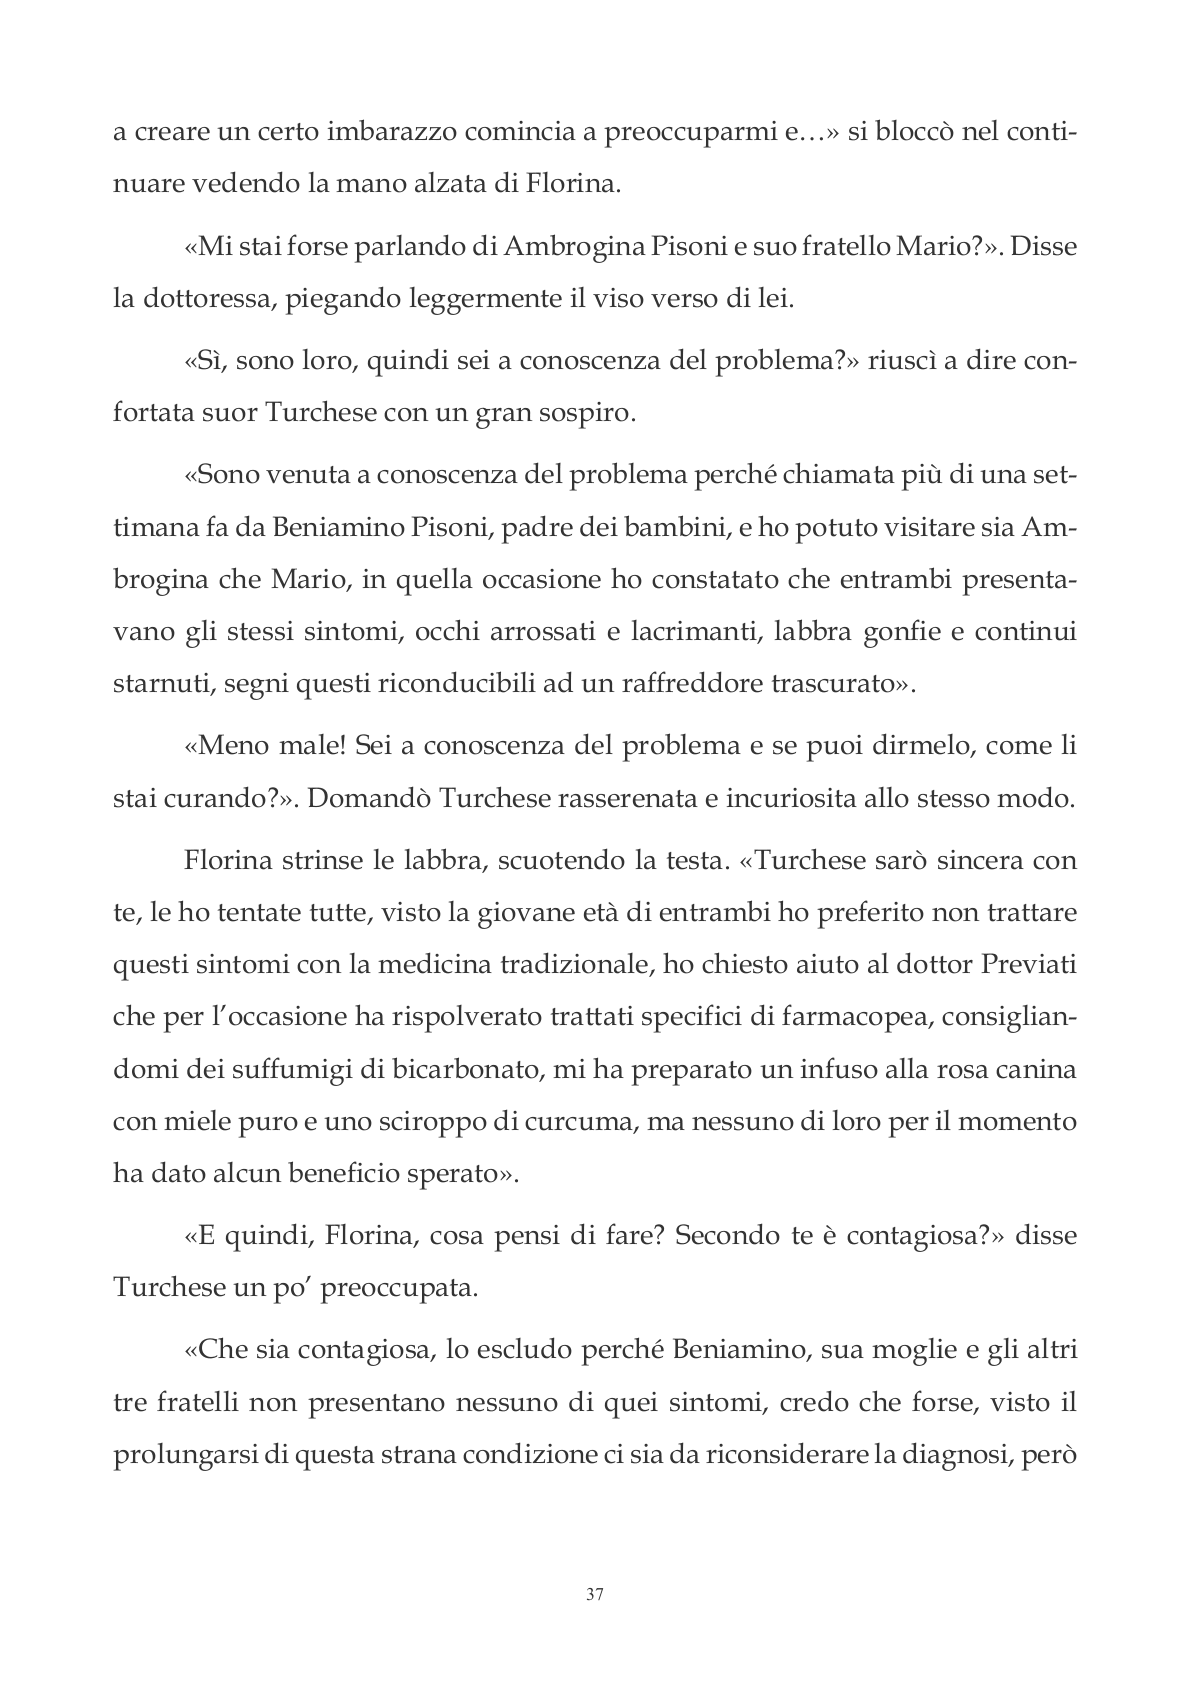 a creare un certo imbarazzo comincia a preoccuparmi e…» si bloccò nel conti-
nuare vedendo la mano alzata di Florina.
«Mi stai forse parlando di Ambrogina Pisoni e suo fratello Mario?». Disse
la dottoressa, piegando leggermente il viso verso di lei.
«Sì, sono loro, quindi sei a conoscenza del problema?» riuscì a dire con-
fortata suor Turchese con un gran sospiro.
«Sono venuta a conoscenza del problema perché chiamata più di una set-
timana fa da Beniamino Pisoni, padre dei bambini, e ho potuto visitare sia Am-
brogina che Mario, in quella occasione ho constatato che entrambi presenta-
vano gli stessi sintomi, occhi arrossati e lacrimanti, labbra gonfie e continui
starnuti, segni questi riconducibili ad un raffreddore trascurato».
«Meno male! Sei a conoscenza del problema e se puoi dirmelo, come li
stai curando?». Domandò Turchese rasserenata e incuriosita allo stesso modo.
Florina strinse le labbra, scuotendo la testa. «Turchese sarò sincera con
te, le ho tentate tutte, visto la giovane età di entrambi ho preferito non trattare
questi sintomi con la medicina tradizionale, ho chiesto aiuto al dottor Previati
che per l’occasione ha rispolverato trattati specifici di farmacopea, consiglian-
domi dei suffumigi di bicarbonato, mi ha preparato un infuso alla rosa canina
con miele puro e uno sciroppo di curcuma, ma nessuno di loro per il momento
ha dato alcun beneficio sperato».
«E quindi, Florina, cosa pensi di fare? Secondo te è contagiosa?» disse
Turchese un po’ preoccupata.
«Che sia contagiosa, lo escludo perché Beniamino, sua moglie e gli altri
tre fratelli non presentano nessuno di quei sintomi, credo che forse, visto il
prolungarsi di questa strana condizione ci sia da riconsiderare la diagnosi, però
37